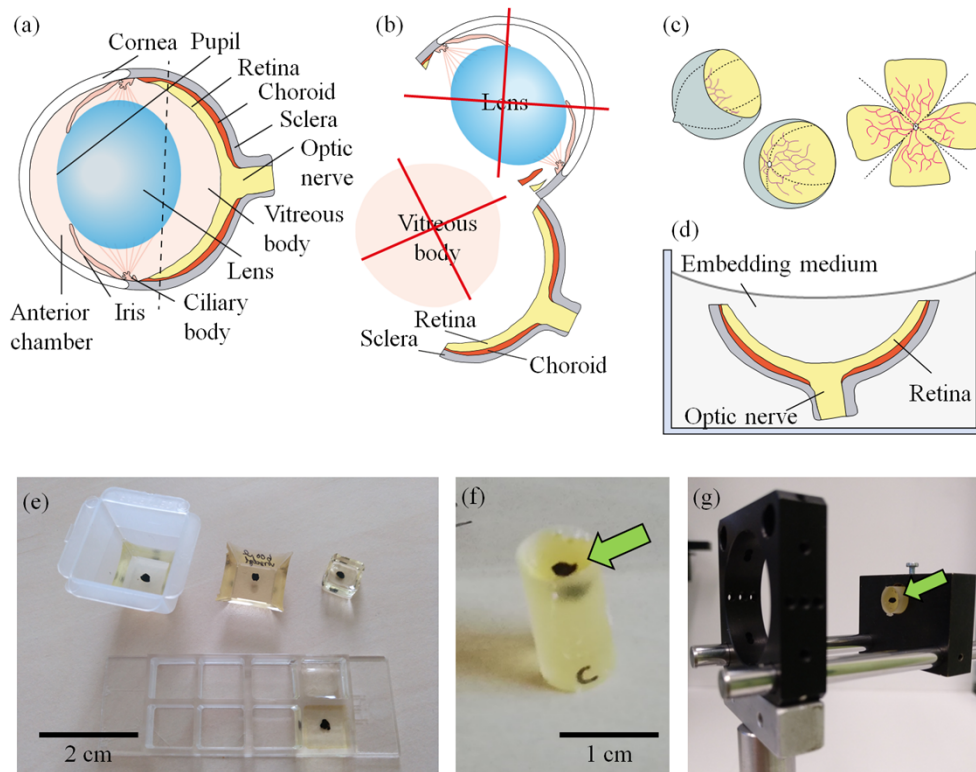 (a)
Cornea
Pupil
Retina
Choroid
Sclera
Optic
nerve
Vitreous
body
Lens
Ciliary
body
Iris
Anterior
chamber
(b)
Lens
Vitreous
body
Retina
Sclera
Choroid
(c)
(d)
Embedding medium
Retina
Optic nerve
(e)
2 cm
(f)
C
1 cm
(g)